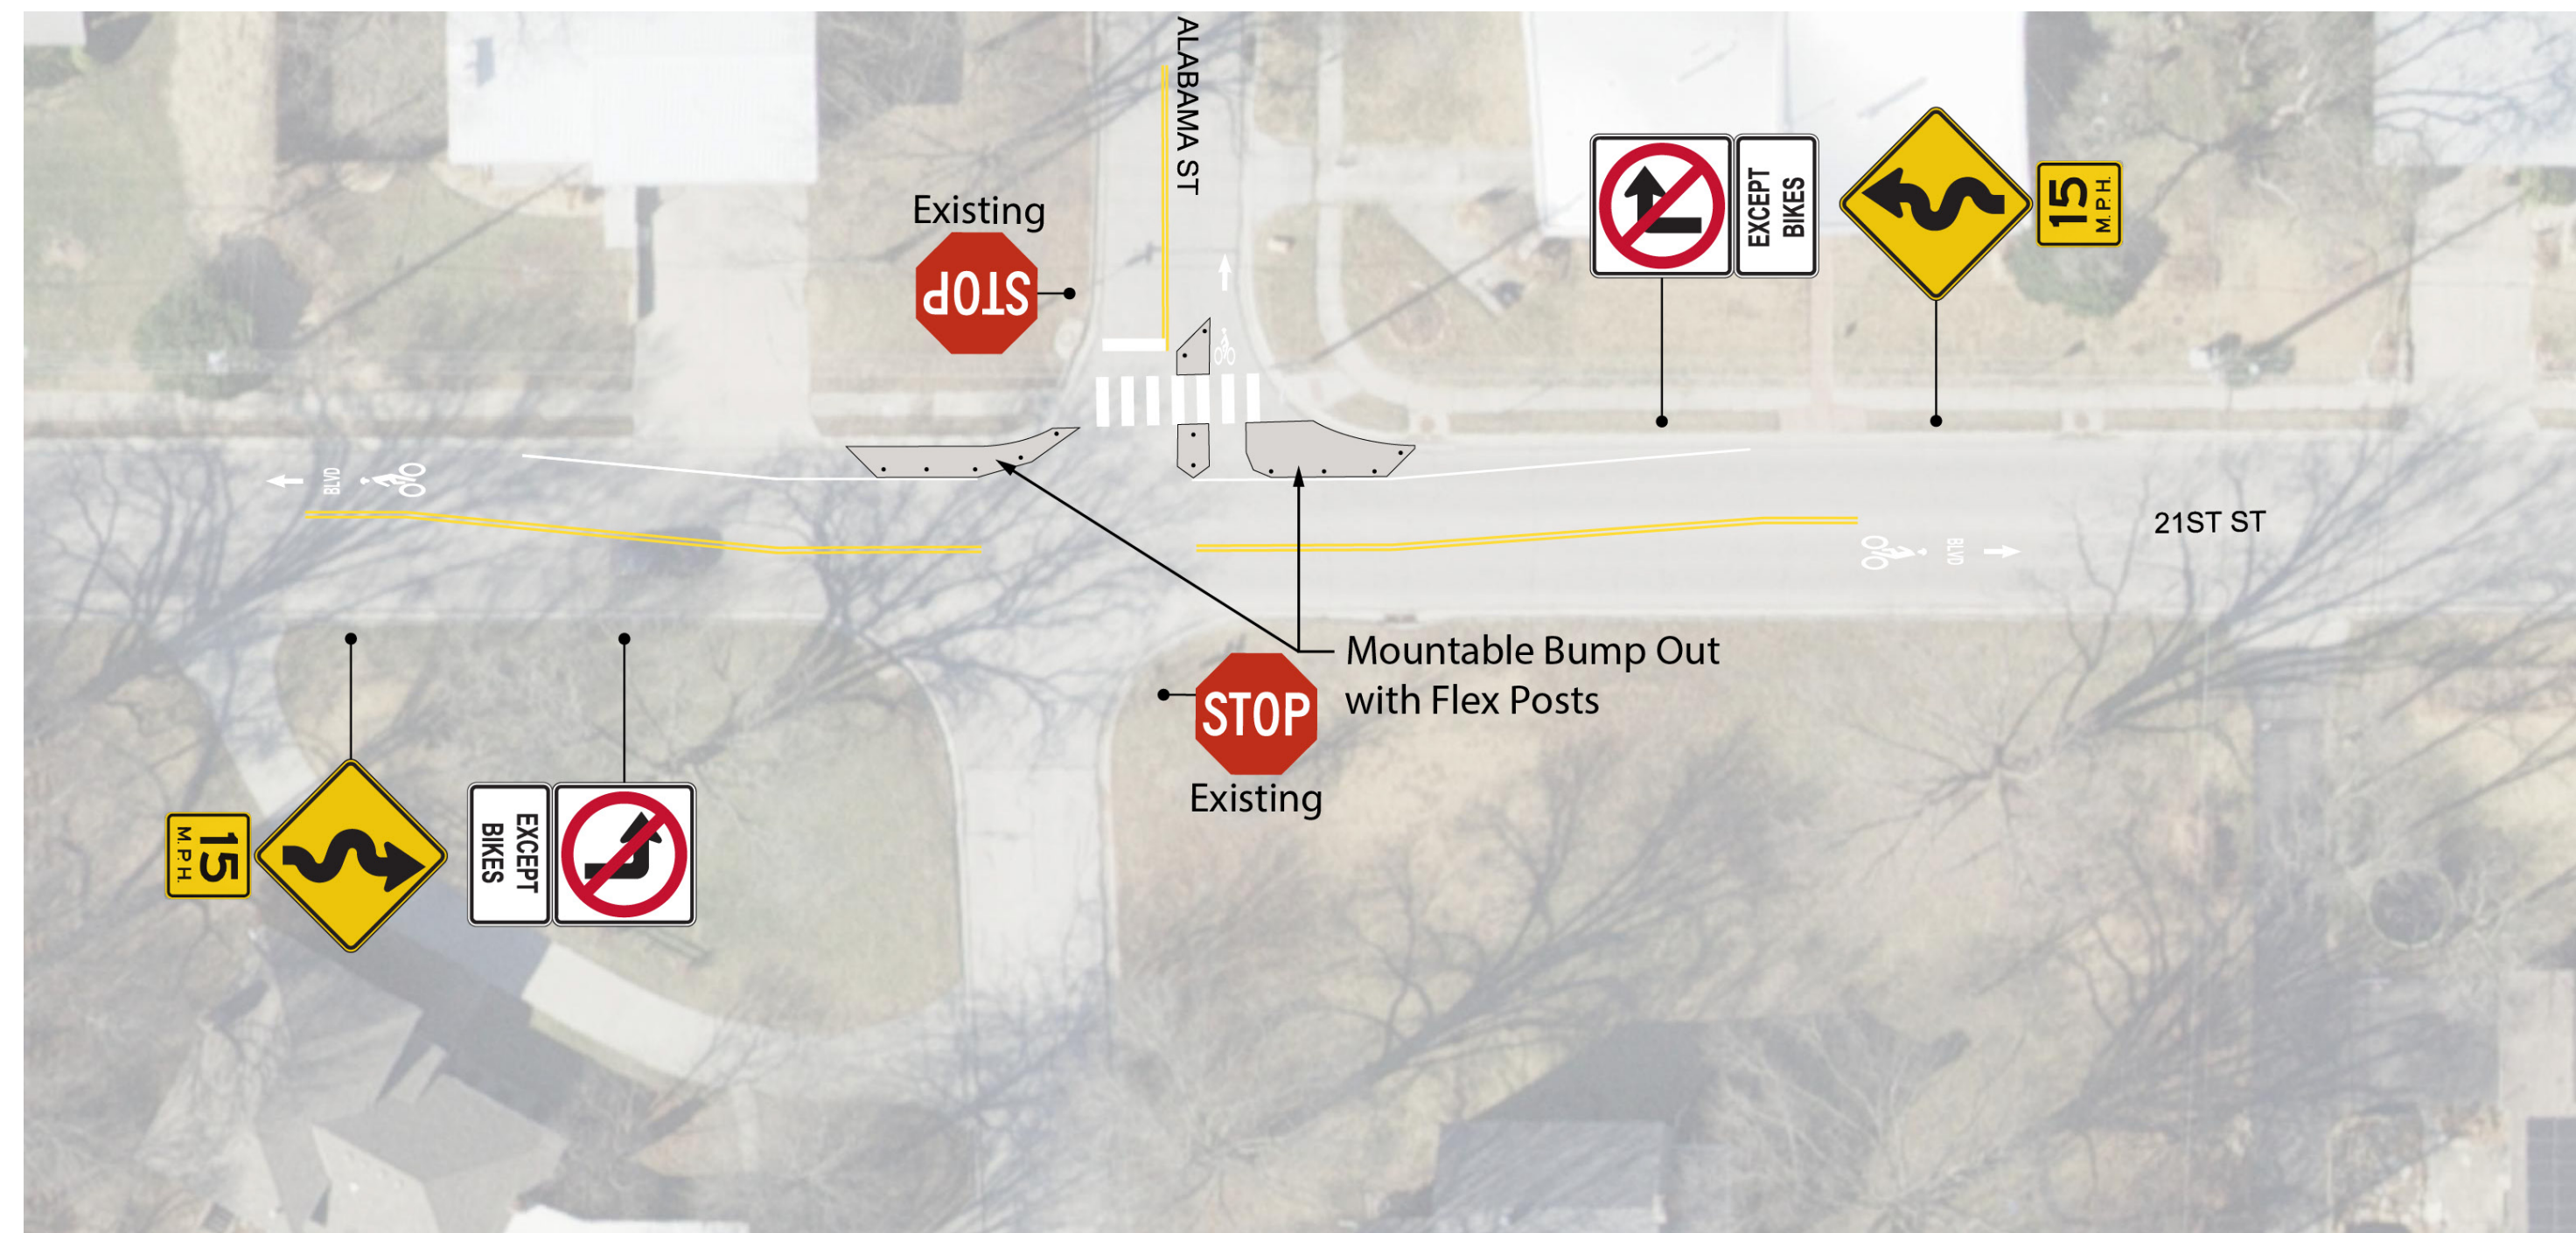 ALABAMA ST
Existing
STOP
EXCEPT
BIKES
15
M.P.H.
BLVD
21ST ST
BLVD
Mountable Bump Out
with Flex Posts
STOP
Existing
15
M.P.H.
EXCEPT
BIKES